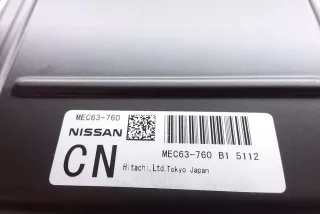 MEC63-760
NISSAN
MEC63-760 B1 5112
CN
Hitachi,Ltd.Tokyo Japan